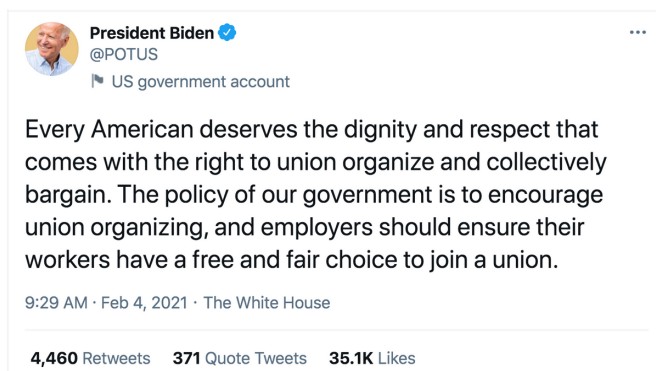 President Biden
@POTUS
US government account
Every American deserves the dignity and respect that
comes with the right to union organize and collectively
bargain. The policy of our government is to encourage
union organizing, and employers should ensure their
workers have a free and fair choice to join a union.
9:29 AM · Feb 4, 2021 · The White House
4,460 Retweets 371 Quote Tweets 35.1K Likes